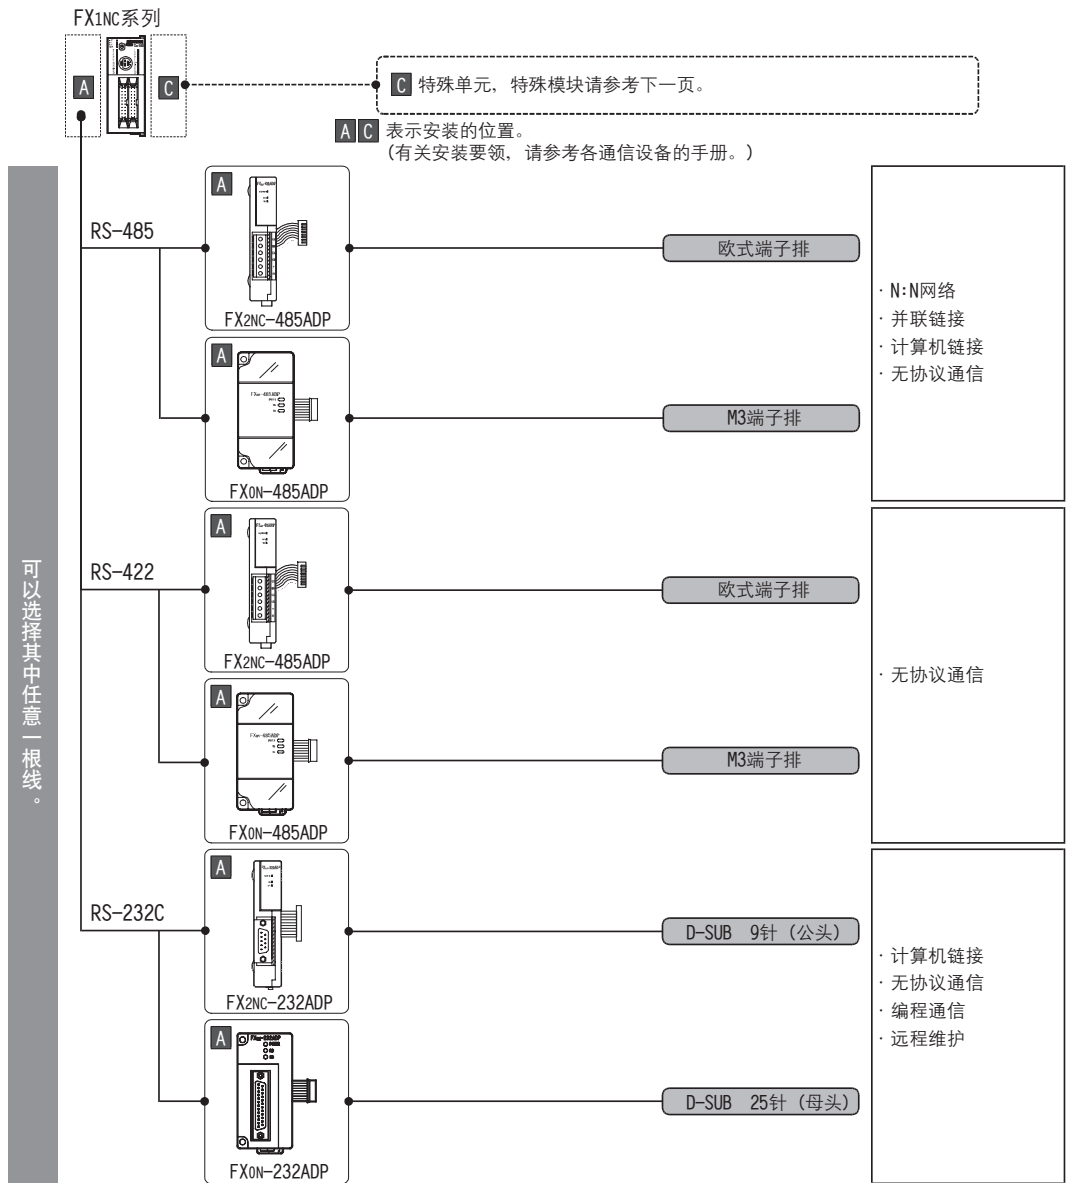 FX1NC系列
A
C
C 特殊单元, 特殊模块请参考下一页。
A C 表示安装的位置。
(有关安装要领, 请参考各通信设备的手册。)
可以选择其中任意一根线。
RS-485
A
FX2NC-485ADP
欧式端子排
A
FX0N-485ADP
M3端子排
·N:N网络
·并联链接
·计算机链接
·无协议通信
RS-422
A
FX2NC-485ADP
欧式端子排
A
FX0N-485ADP
M3端子排
·无协议通信
RS-232C
A
FX2NC-232ADP
D-SUB 9针 (公头)
A
FX0N-232ADP
D-SUB 25针 (母头)
·计算机链接
·无协议通信
·编程通信
·远程维护